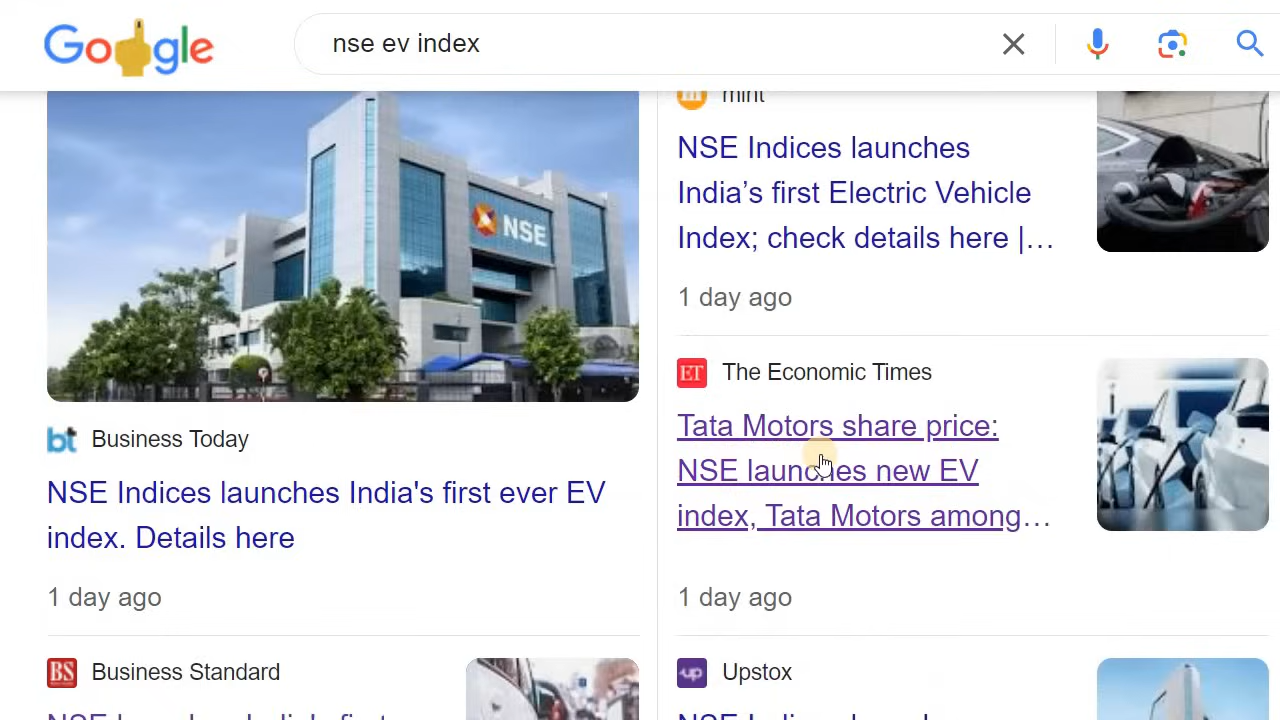 Google
nse ev index
NSE
Business Today
NSE Indices launches India's first ever EV
index. Details here
1 day ago
Business Standard
mint
NSE Indices launches
India’s first Electric Vehicle
Index; check details here |...
1 day ago
ET The Economic Times
Tata Motors share price:
NSE launches new EV
index, Tata Motors among...
1 day ago
up Upstox